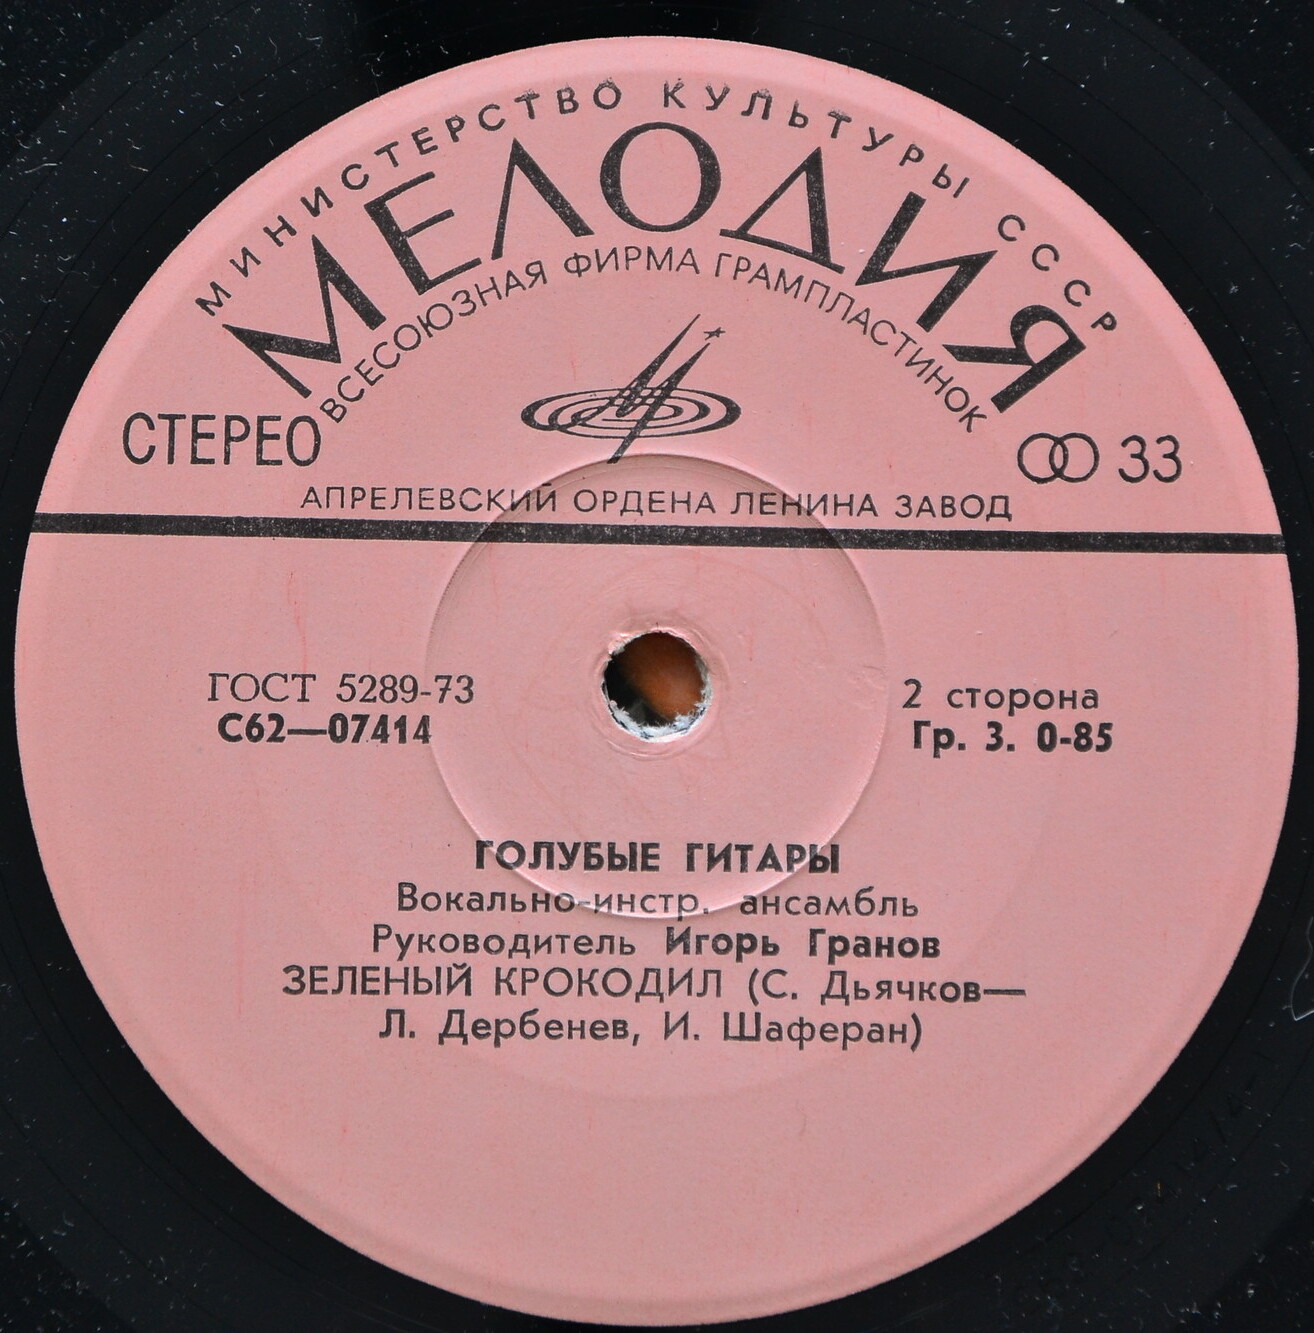 МИНИСТЕРСТВО КУЛЬТУРЫ СССР
МЕЛОДИЯ
ВСЕСОЮЗНАЯ ФИРМА ГРАМПЛАСТИНОК
СТЕРЕО
33
АПРЕЛЕВСКИЙ ОРДЕНА ЛЕНИНА ЗАВОД
ГОСТ 5289-73
С62—07414
2 сторона
Гр. 3. 0-85
ГОЛУБЫЕ ГИТАРЫ
Вокально-инстр. ансамбль
Руководитель Игорь Гранов
ЗЕЛЕНЫЙ КРОКОДИЛ (С. Дьячков—
Л. Дербенев, И. Шаферан)